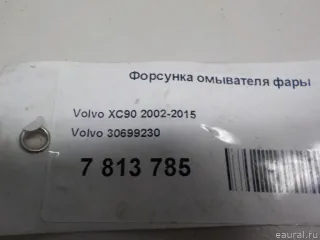 Форсунка омывателя фары
Volvo XC90 2002-2015
Volvo 30699230
7 813 785
© eaural.ru